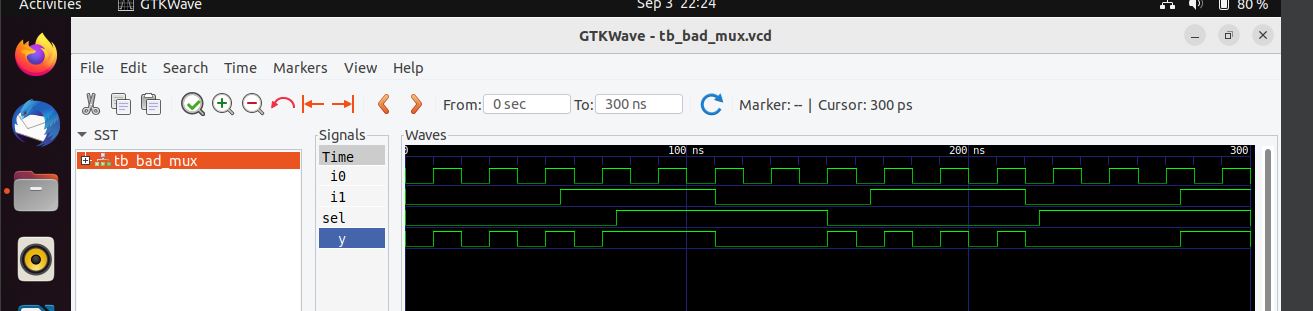 Activities GTKWave Sep 3 22:24 80 %
GTKWave - tb_bad_mux.vcd
File Edit Search Time Markers View Help
From: 0 sec To: 300 ns Marker: -- | Cursor: 300 ps
SST Signals Waves
Time 0 100 ns 200 ns 300
tb_bad_mux
i0
i1
sel
y